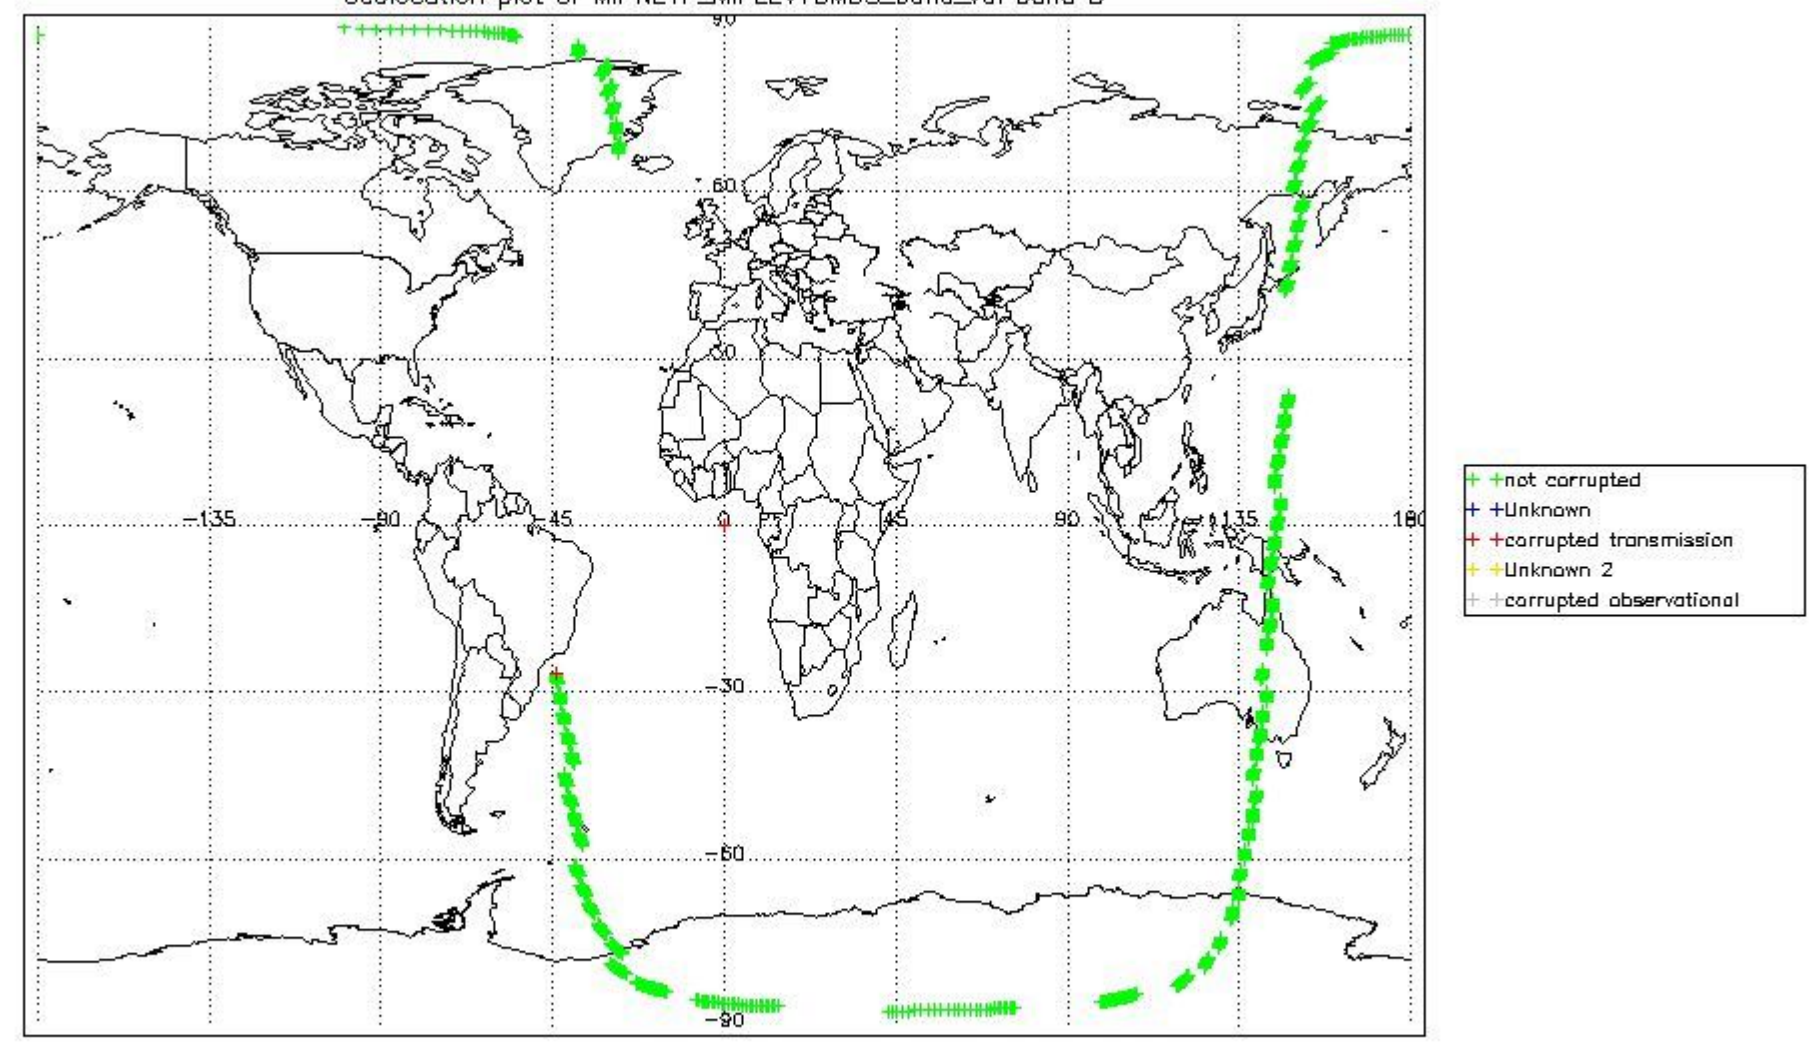 90
60
30
-135
-90
-45
0
45
90
135
180
-30
-60
-90
not corrupted
Unknown
corrupted transmission
Unknown 2
corrupted observational